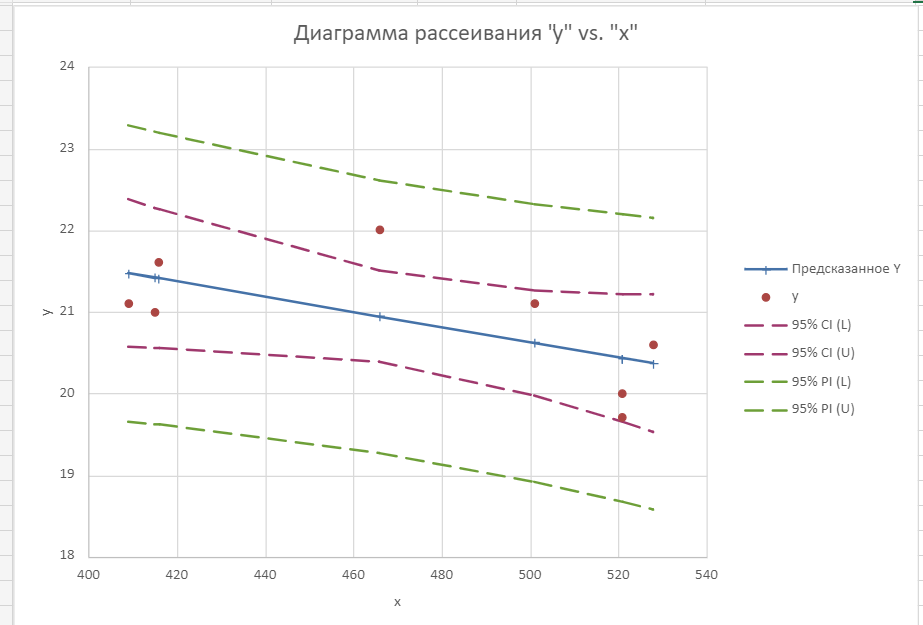 Диаграмма рассеивания "y" vs. "x"
24
23
22
21
20
19
18
y
400 420 440 460 480 500 520 540
x
Предсказанное Y
y
95% CI (L)
95% CI (U)
95% PI (L)
95% PI (U)